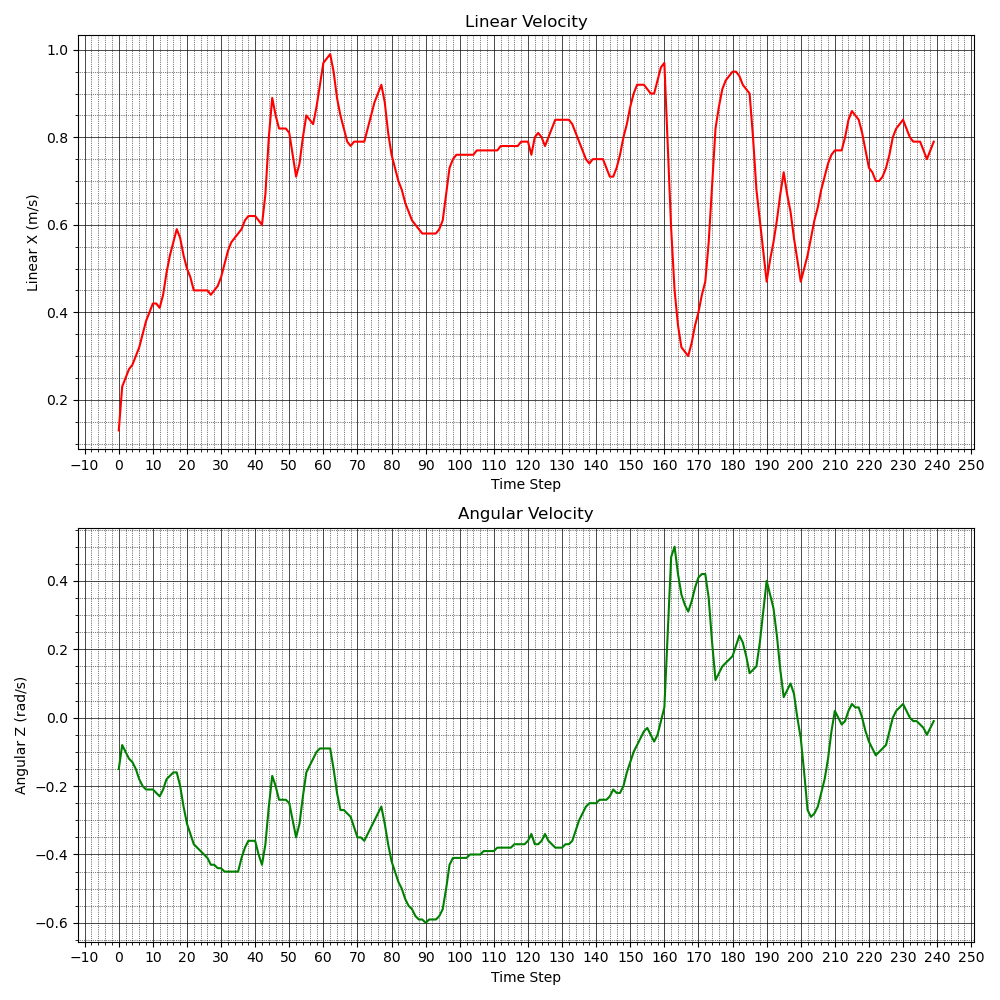 Linear Velocity
1.0
0.8
0.6
0.4
0.2
Linear X (m/s)
−10 0 10 20 30 40 50 60 70 80 90 100 110 120 130 140 150 160 170 180 190 200 210 220 230 240 250
Time Step
Angular Velocity
0.4
0.2
0.0
−0.2
−0.4
−0.6
Angular Z (rad/s)
−10 0 10 20 30 40 50 60 70 80 90 100 110 120 130 140 150 160 170 180 190 200 210 220 230 240 250
Time Step